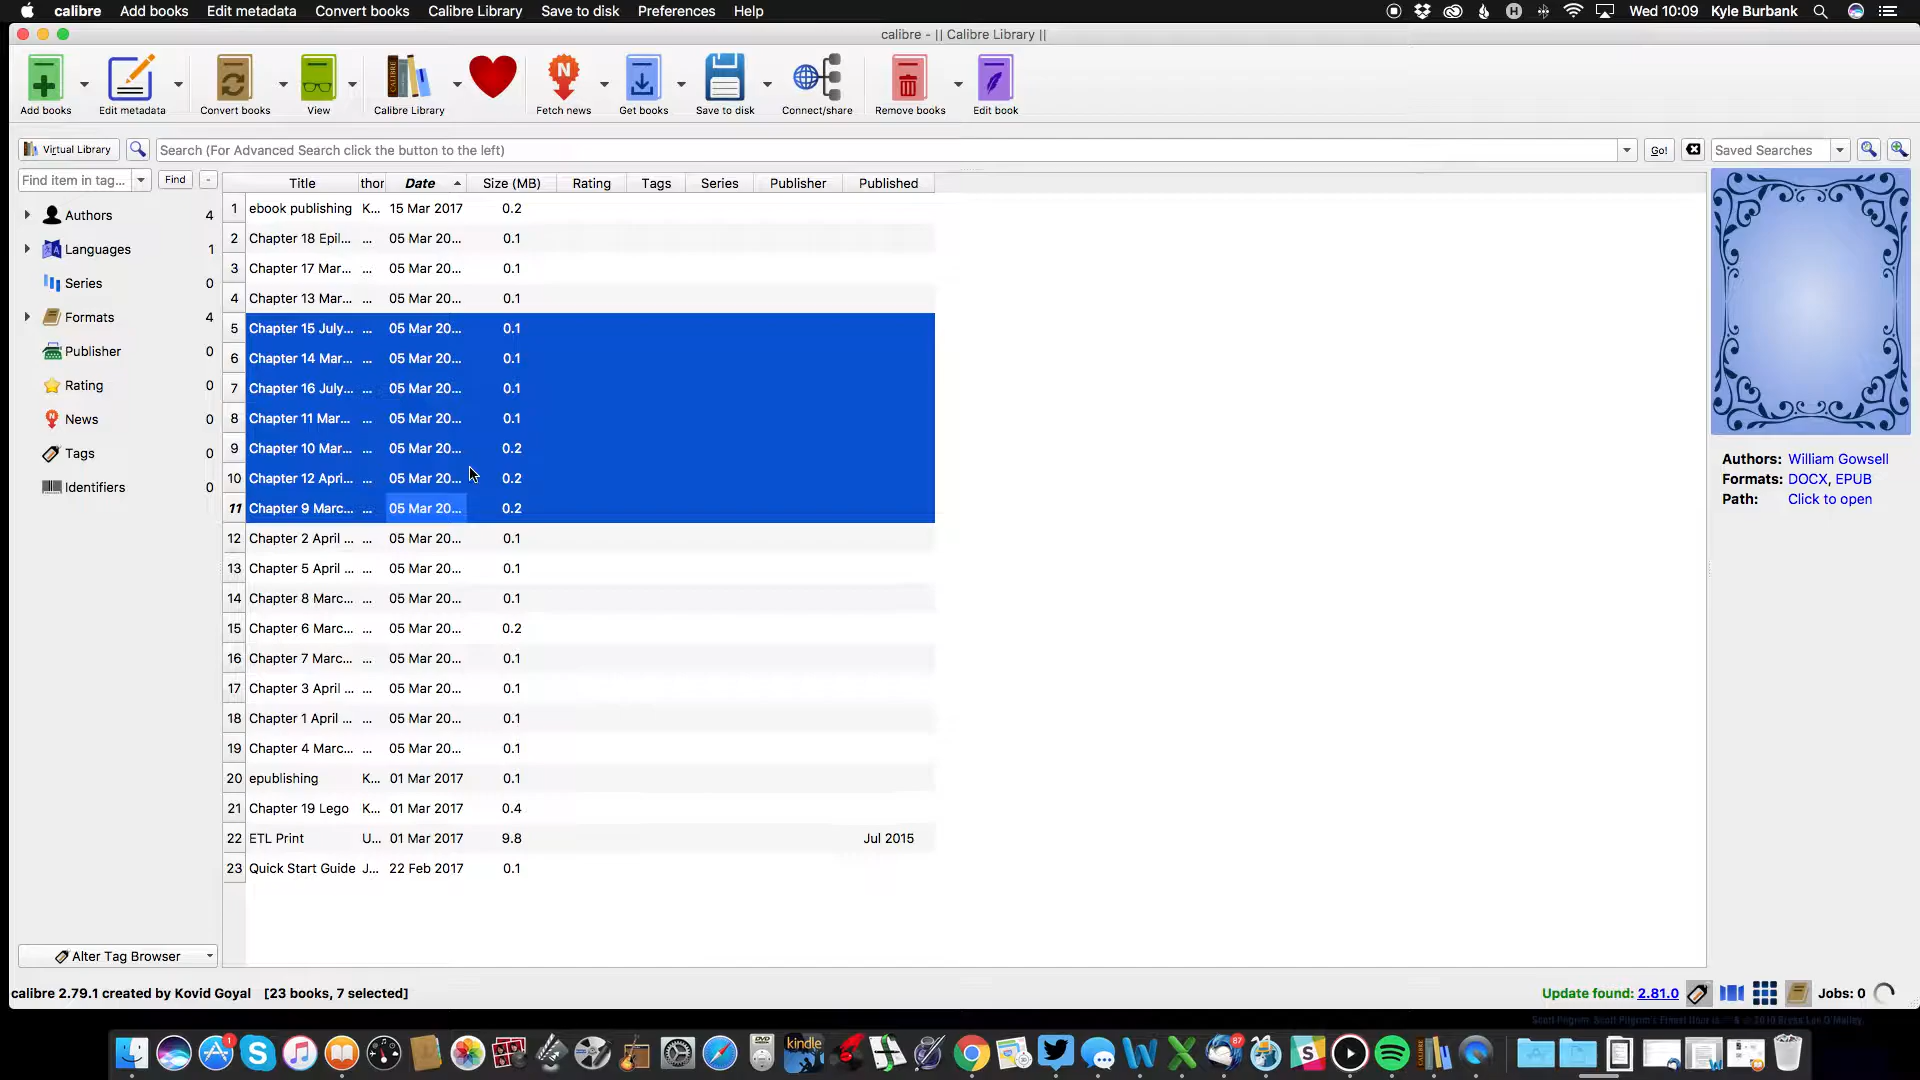 calibre Add books Edit metadata Convert books Calibre Library Save to disk Preferences Help Wed 10:09 Kyle Burbank
calibre - || Calibre Library ||
Add books Edit metadata Convert books View Calibre Library Fetch news Get books Save to disk Connect/share Remove books Edit book
Virtual Library Search (For Advanced Search click the button to the left) Go! Saved Searches
Find item in tag... Find - Title thor Date Size (MB) Rating Tags Series Publisher Published
Authors 4
Languages 1
Series 0
Formats 4
Publisher 0
Rating 0
News 0
Tags 0
Identifiers 0
Alter Tag Browser
1 ebook publishing K... 15 Mar 2017 0.2
2 Chapter 18 Epil... ... 05 Mar 20... 0.1
3 Chapter 17 Mar... ... 05 Mar 20... 0.1
4 Chapter 13 Mar... ... 05 Mar 20... 0.1
5 Chapter 15 July... ... 05 Mar 20... 0.1
6 Chapter 14 Mar... ... 05 Mar 20... 0.1
7 Chapter 16 July... ... 05 Mar 20... 0.1
8 Chapter 11 Mar... ... 05 Mar 20... 0.1
9 Chapter 10 Mar... ... 05 Mar 20... 0.2
10 Chapter 12 Apri... ... 05 Mar 20... 0.2
11 Chapter 9 Marc... ... 05 Mar 20... 0.2
12 Chapter 2 April ... ... 05 Mar 20... 0.1
13 Chapter 5 April ... ... 05 Mar 20... 0.1
14 Chapter 8 Marc... ... 05 Mar 20... 0.1
15 Chapter 6 Marc... ... 05 Mar 20... 0.2
16 Chapter 7 Marc... ... 05 Mar 20... 0.1
17 Chapter 3 April ... ... 05 Mar 20... 0.1
18 Chapter 1 April ... ... 05 Mar 20... 0.1
19 Chapter 4 Marc... ... 05 Mar 20... 0.1
20 epublishing K... 01 Mar 2017 0.1
21 Chapter 19 Lego K... 01 Mar 2017 0.4
22 ETL Print U... 01 Mar 2017 9.8 Jul 2015
23 Quick Start Guide J... 22 Feb 2017 0.1
Authors: William Gowsell
Formats: DOCX, EPUB
Path: Click to open
calibre 2.79.1 created by Kovid Goyal [23 books, 7 selected] Update found: 2.81.0 Jobs: 0
kindle